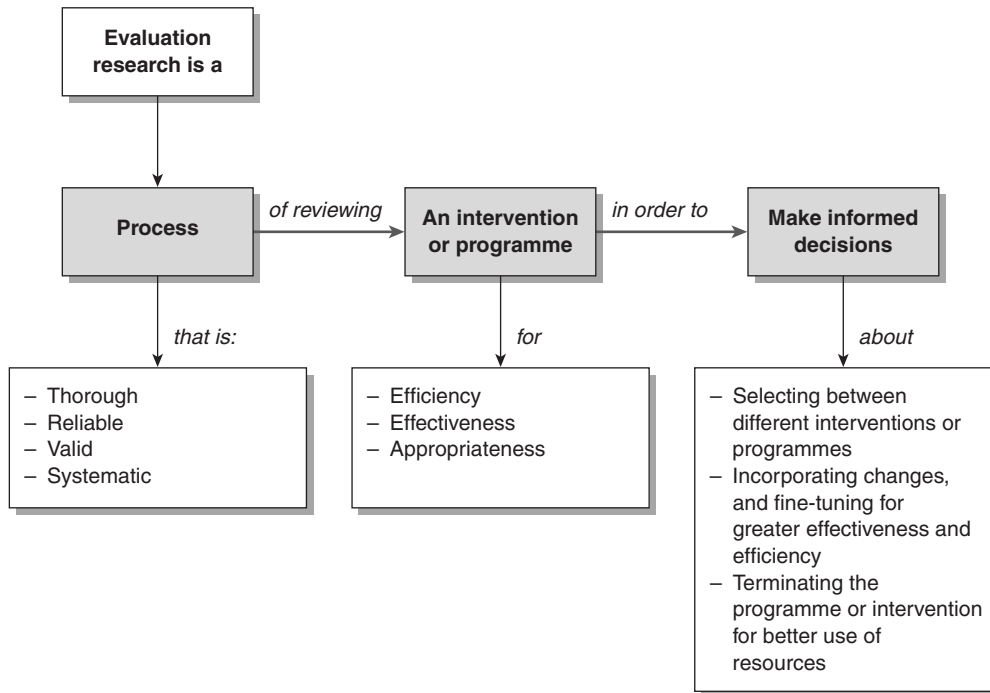 Evaluation
research is a
Process
of reviewing
An intervention
or programme
in order to
Make informed
decisions
that is:
for
about
– Thorough
– Reliable
– Valid
– Systematic
– Efficiency
– Effectiveness
– Appropriateness
– Selecting between
different interventions or
programmes
– Incorporating changes,
and fine-tuning for
greater effectiveness and
efficiency
– Terminating the
programme or intervention
for better use of
resources